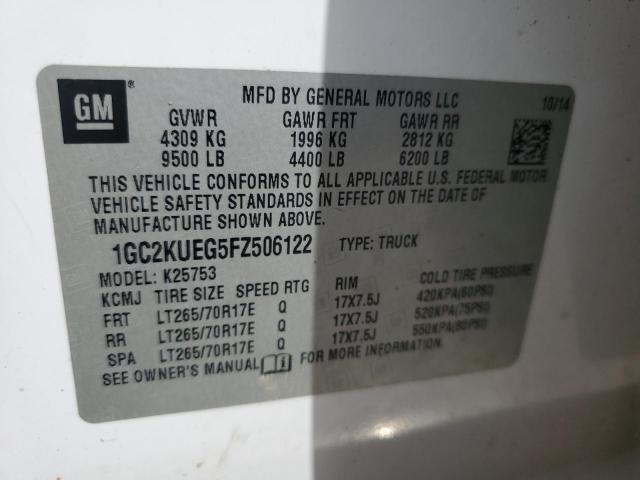 GM ®
MFD BY GENERAL MOTORS LLC 10/14
GVWR GAWR FRT GAWR RR
4309 KG 1996 KG 2812 KG
9500 LB 4400 LB 6200 LB
THIS VEHICLE CONFORMS TO ALL APPLICABLE U.S. FEDERAL MOTOR
VEHICLE SAFETY STANDARDS IN EFFECT ON THE DATE OF
MANUFACTURE SHOWN ABOVE.
1GC2KUEG5FZ506122 TYPE: TRUCK
MODEL: K25753
KCMJ TIRE SIZE SPEED RTG RIM COLD TIRE PRESSURE
FRT LT265/70R17E Q 17X7.5J 420KPA(60PSI)
RR LT265/70R17E Q 17X7.5J 520KPA(75PSI)
SPA LT265/70R17E Q 17X7.5J 550KPA(80PSI)
SEE OWNER'S MANUAL FOR MORE INFORMATION.